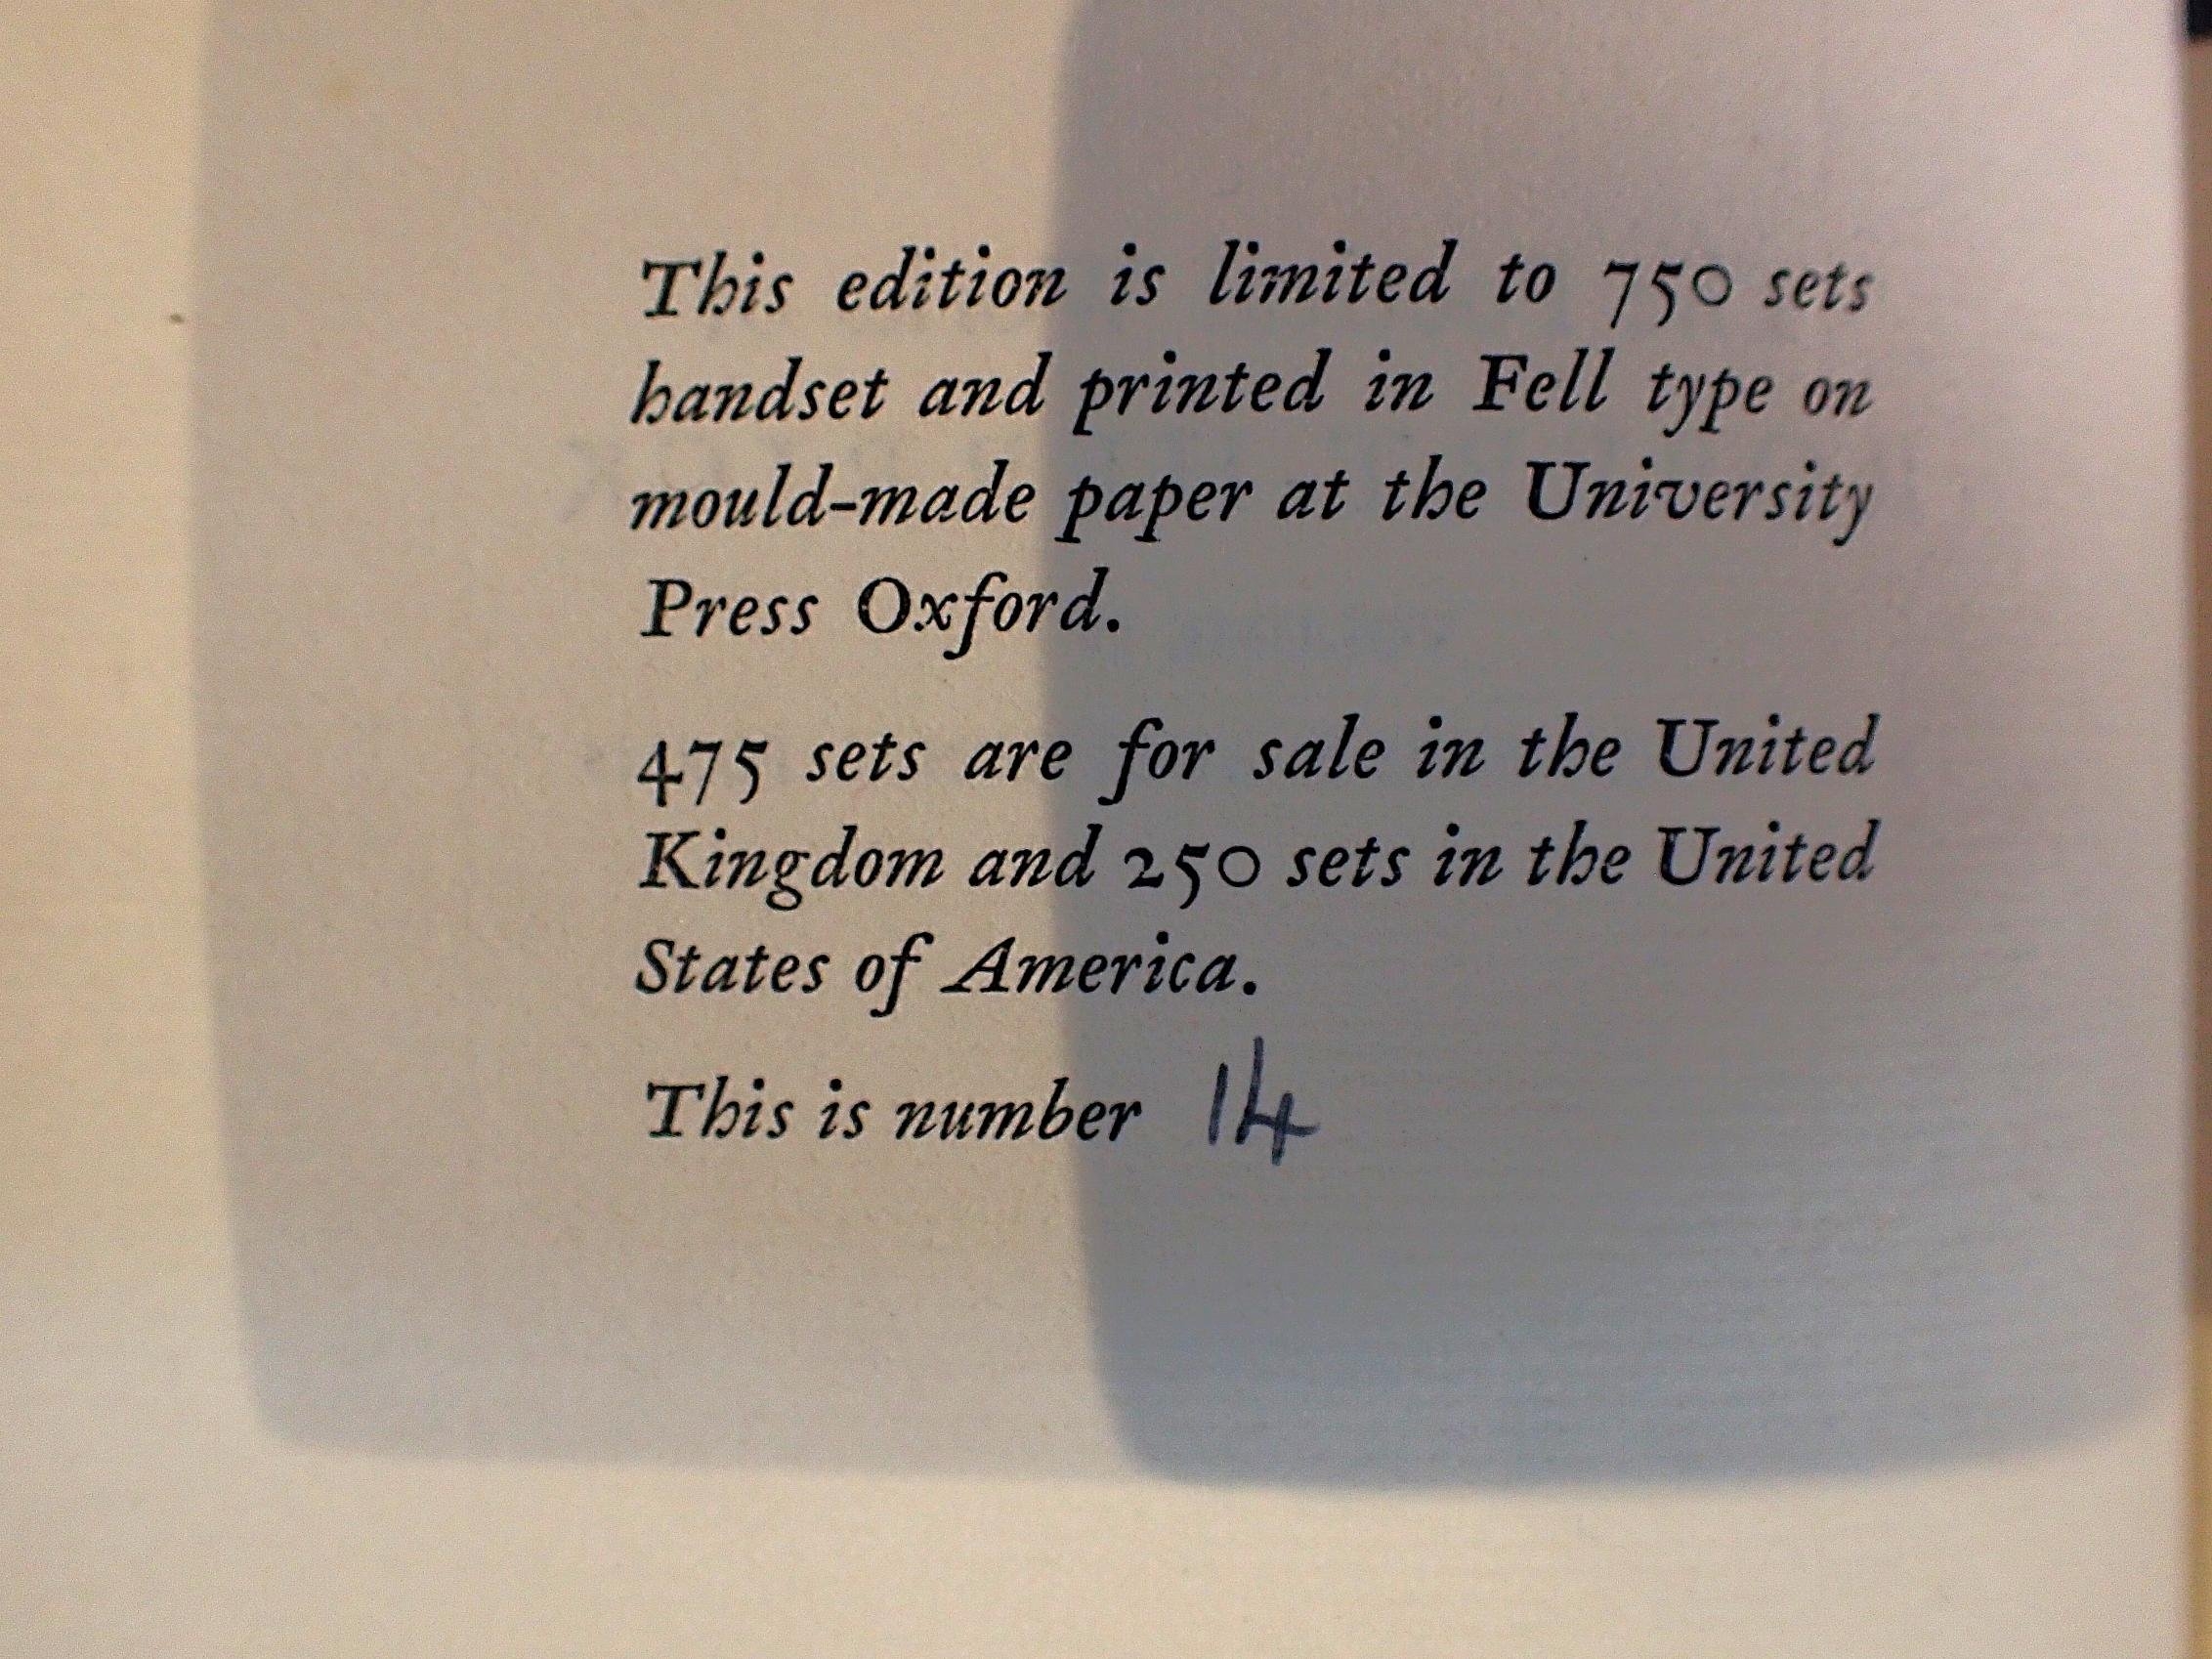 This edition is limited to 750 sets
handset and printed in Fell type on
mould-made paper at the University
Press Oxford.
475 sets are for sale in the United
Kingdom and 250 sets in the United
States of America.
This is number 14